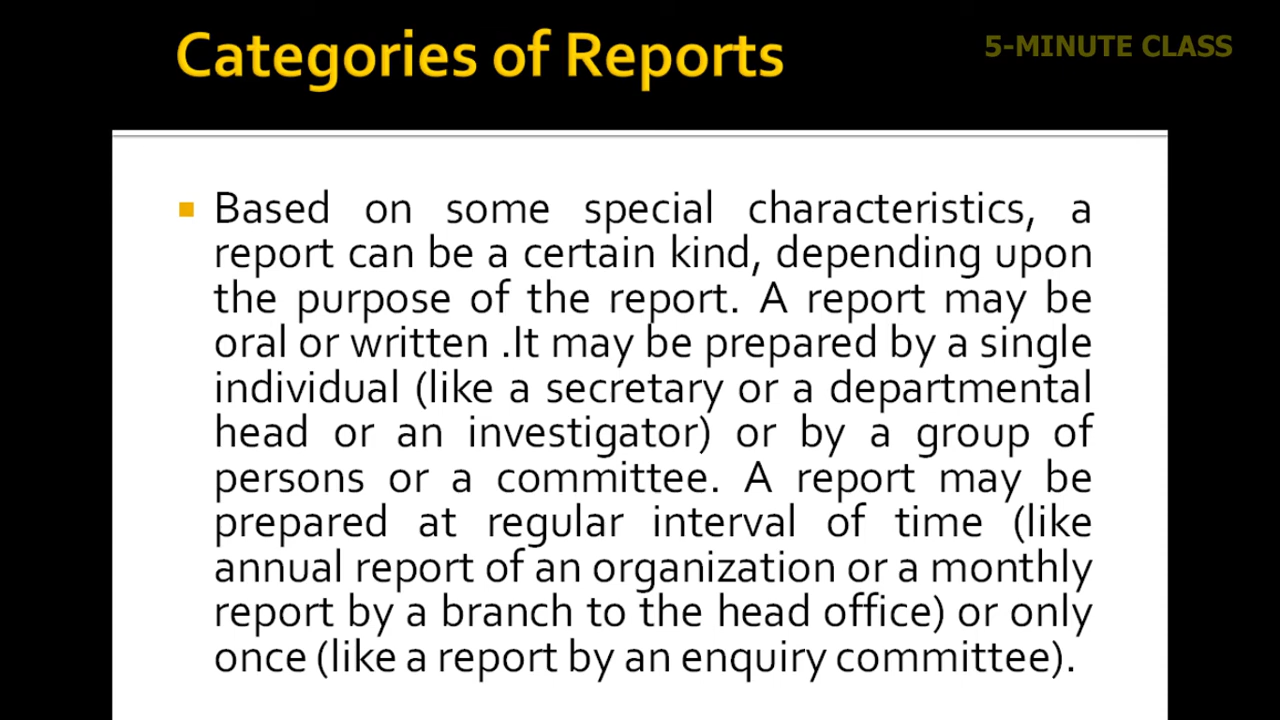 Categories of Reports
5-MINUTE CLASS
Based on some special characteristics, a
report can be a certain kind, depending upon
the purpose of the report. A report may be
oral or written .It may be prepared by a single
individual (like a secretary or a departmental
head or an investigator) or by a group of
persons or a committee. A report may be
prepared at regular interval of time (like
annual report of an organization or a monthly
report by a branch to the head office) or only
once (like a report by an enquiry committee).